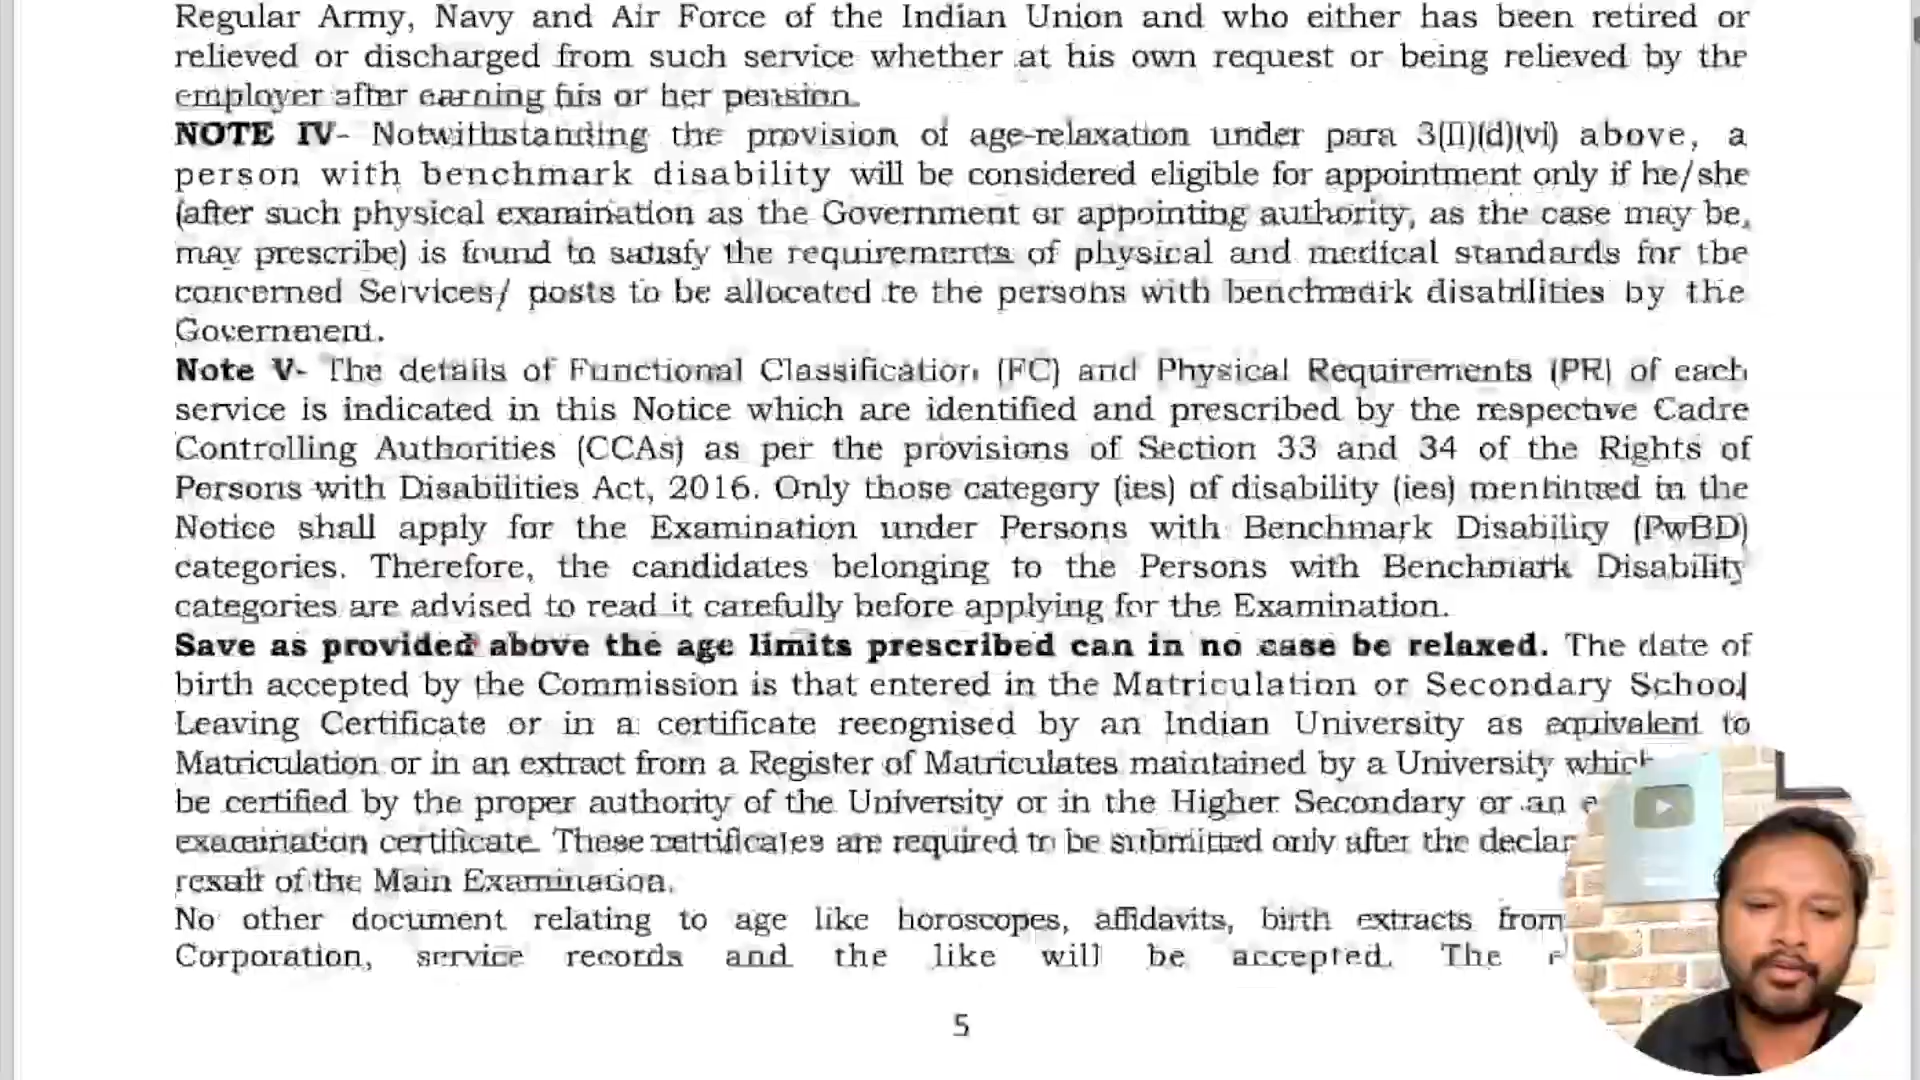 Regular Army, Navy and Air Force of the Indian Union and who either has been retired or
relieved or discharged from such service whether at his own request or being relieved by the
employer after earning his or her pension.
NOTE IV- Notwithstanding the provision of age-relaxation under para 3(II)(d)(vi) above, a
person with benchmark disability will be considered eligible for appointment only if he/she
(after such physical examination as the Government or appointing authority, as the case may be,
may prescribe) is found to satisfy the requirements of physical and medical standards for the
concerned Services/ posts to be allocated to the persons with benchmark disabilities by the
Government.
Note V- The details of Functional Classification (FC) and Physical Requirements (PR) of each
service is indicated in this Notice which are identified and prescribed by the respective Cadre
Controlling Authorities (CCAs) as per the provisions of Section 33 and 34 of the Rights of
Persons with Disabilities Act, 2016. Only those category (ies) of disability (ies) mentioned in the
Notice shall apply for the Examination under Persons with Benchmark Disability (PwBD)
categories. Therefore, the candidates belonging to the Persons with Benchmark Disability
categories are advised to read it carefully before applying for the Examination.
Save as provided above the age limits prescribed can in no case be relaxed. The date of
birth accepted by the Commission is that entered in the Matriculation or Secondary School
Leaving Certificate or in a certificate recognised by an Indian University as equivalent to
Matriculation or in an extract from a Register of Matriculates maintained by a University which
be certified by the proper authority of the University or in the Higher Secondary or an
examination certificate. These certificates are required to be submitted only after the declar
result of the Main Examination.
No other document relating to age like horoscopes, affidavits, birth extracts from
Corporation, service records and the like will be accepted. The
5